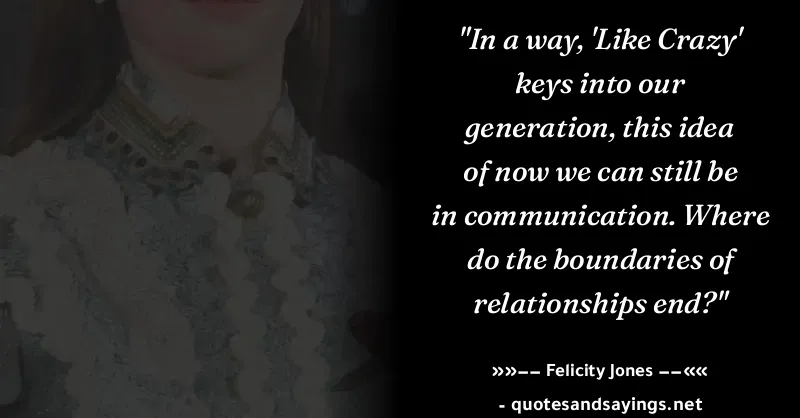 "In a way, 'Like Crazy'
keys into our
generation, this idea
of now we can still be
in communication. Where
do the boundaries of
relationships end?"
»»–– Felicity Jones ––««
- quotesandsayings.net